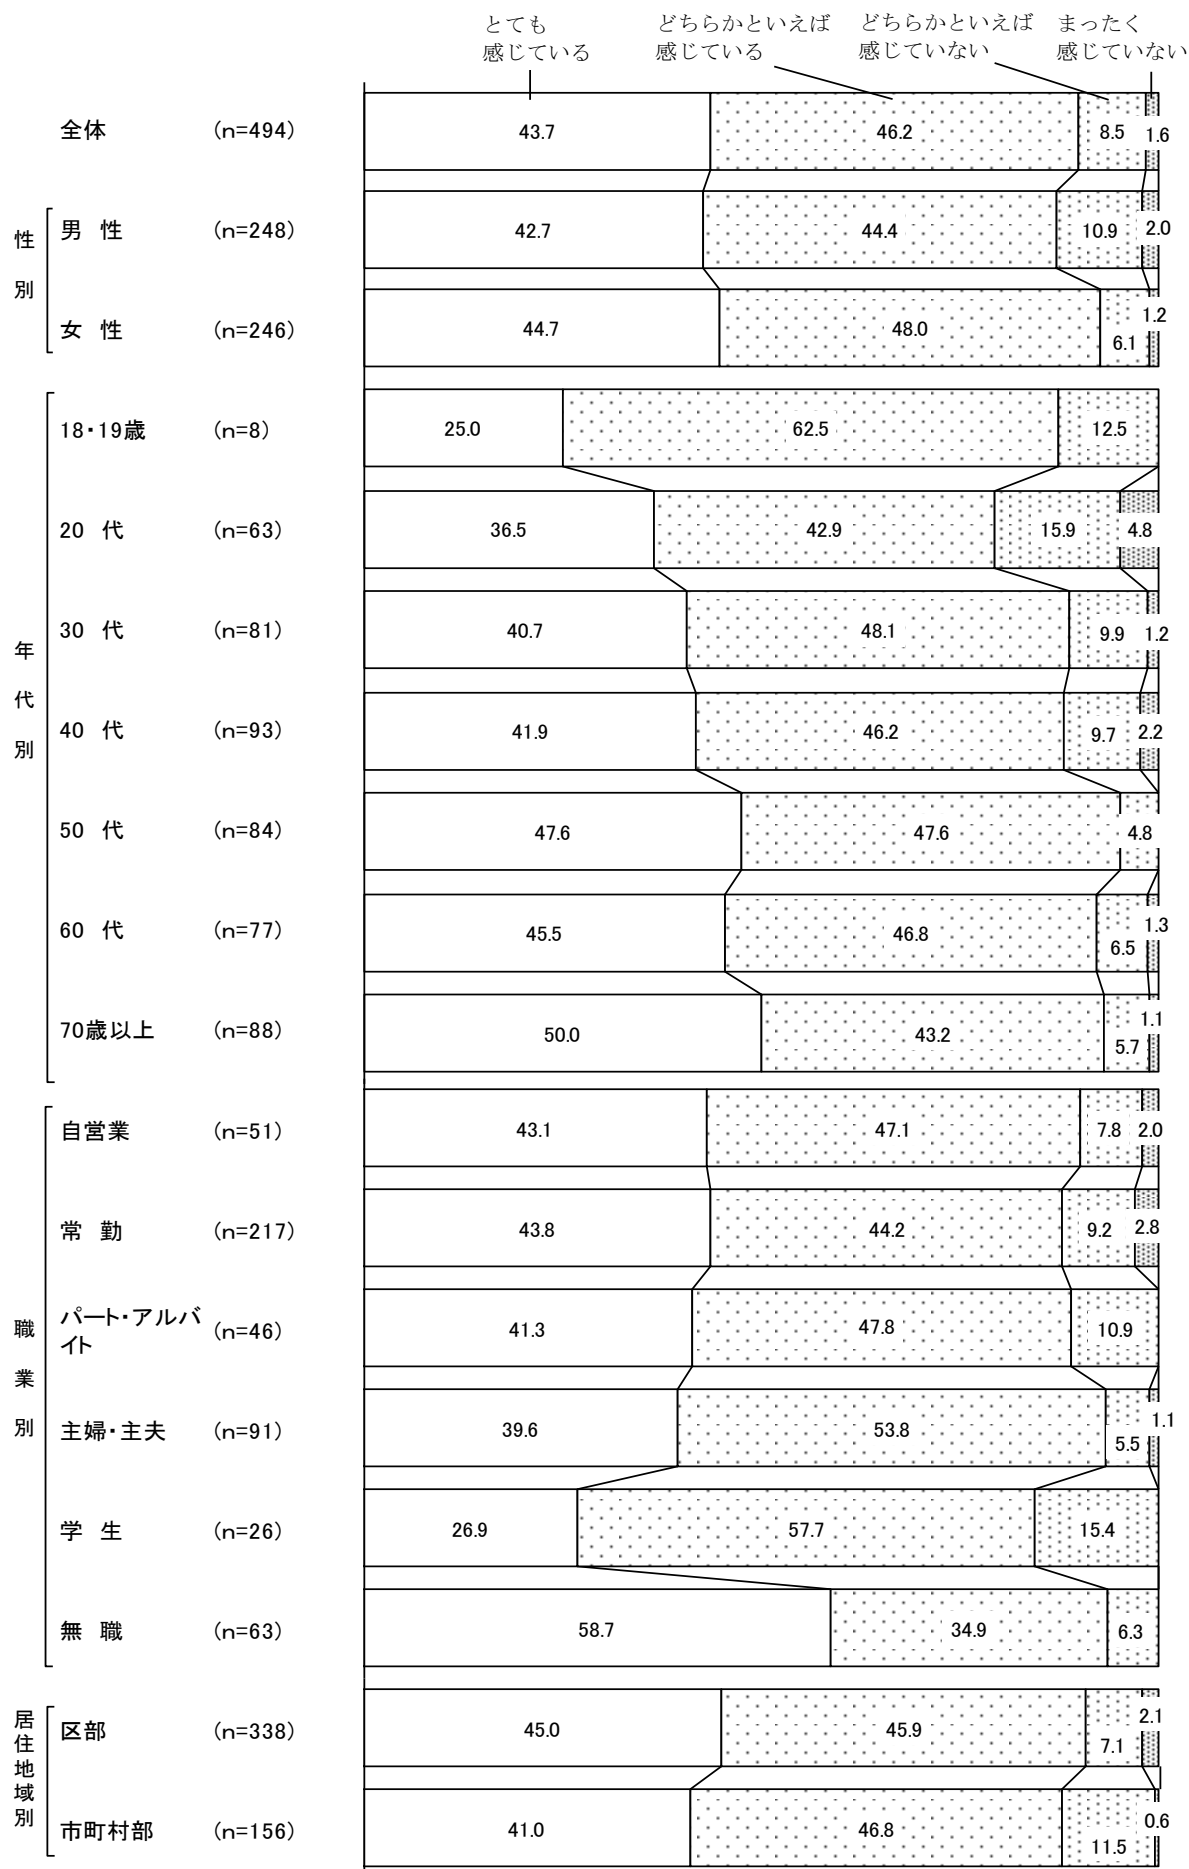 とても
感じている
どちらかといえば
感じている
どちらかといえば
感じていない
まったく
感じていない
全体 (n=494) 43.7 46.2 8.5 1.6
性別
男 性 (n=248) 42.7 44.4 10.9 2.0
女 性 (n=246) 44.7 48.0 6.1 1.2
年代別
18・19歳 (n=8) 25.0 62.5 12.5
20 代 (n=63) 36.5 42.9 15.9 4.8
30 代 (n=81) 40.7 48.1 9.9 1.2
40 代 (n=93) 41.9 46.2 9.7 2.2
50 代 (n=84) 47.6 47.6 4.8
60 代 (n=77) 45.5 46.8 6.5 1.3
70歳以上 (n=88) 50.0 43.2 5.7 1.1
職業別
自営業 (n=51) 43.1 47.1 7.8 2.0
常 勤 (n=217) 43.8 44.2 9.2 2.8
パート・アルバ
イト (n=46) 41.3 47.8 10.9
主婦・主夫 (n=91) 39.6 53.8 5.5 1.1
学 生 (n=26) 26.9 57.7 15.4
無 職 (n=63) 58.7 34.9 6.3
居住地域別
区部 (n=338) 45.0 45.9 7.1 2.1
市町村部 (n=156) 41.0 46.8 11.5 0.6